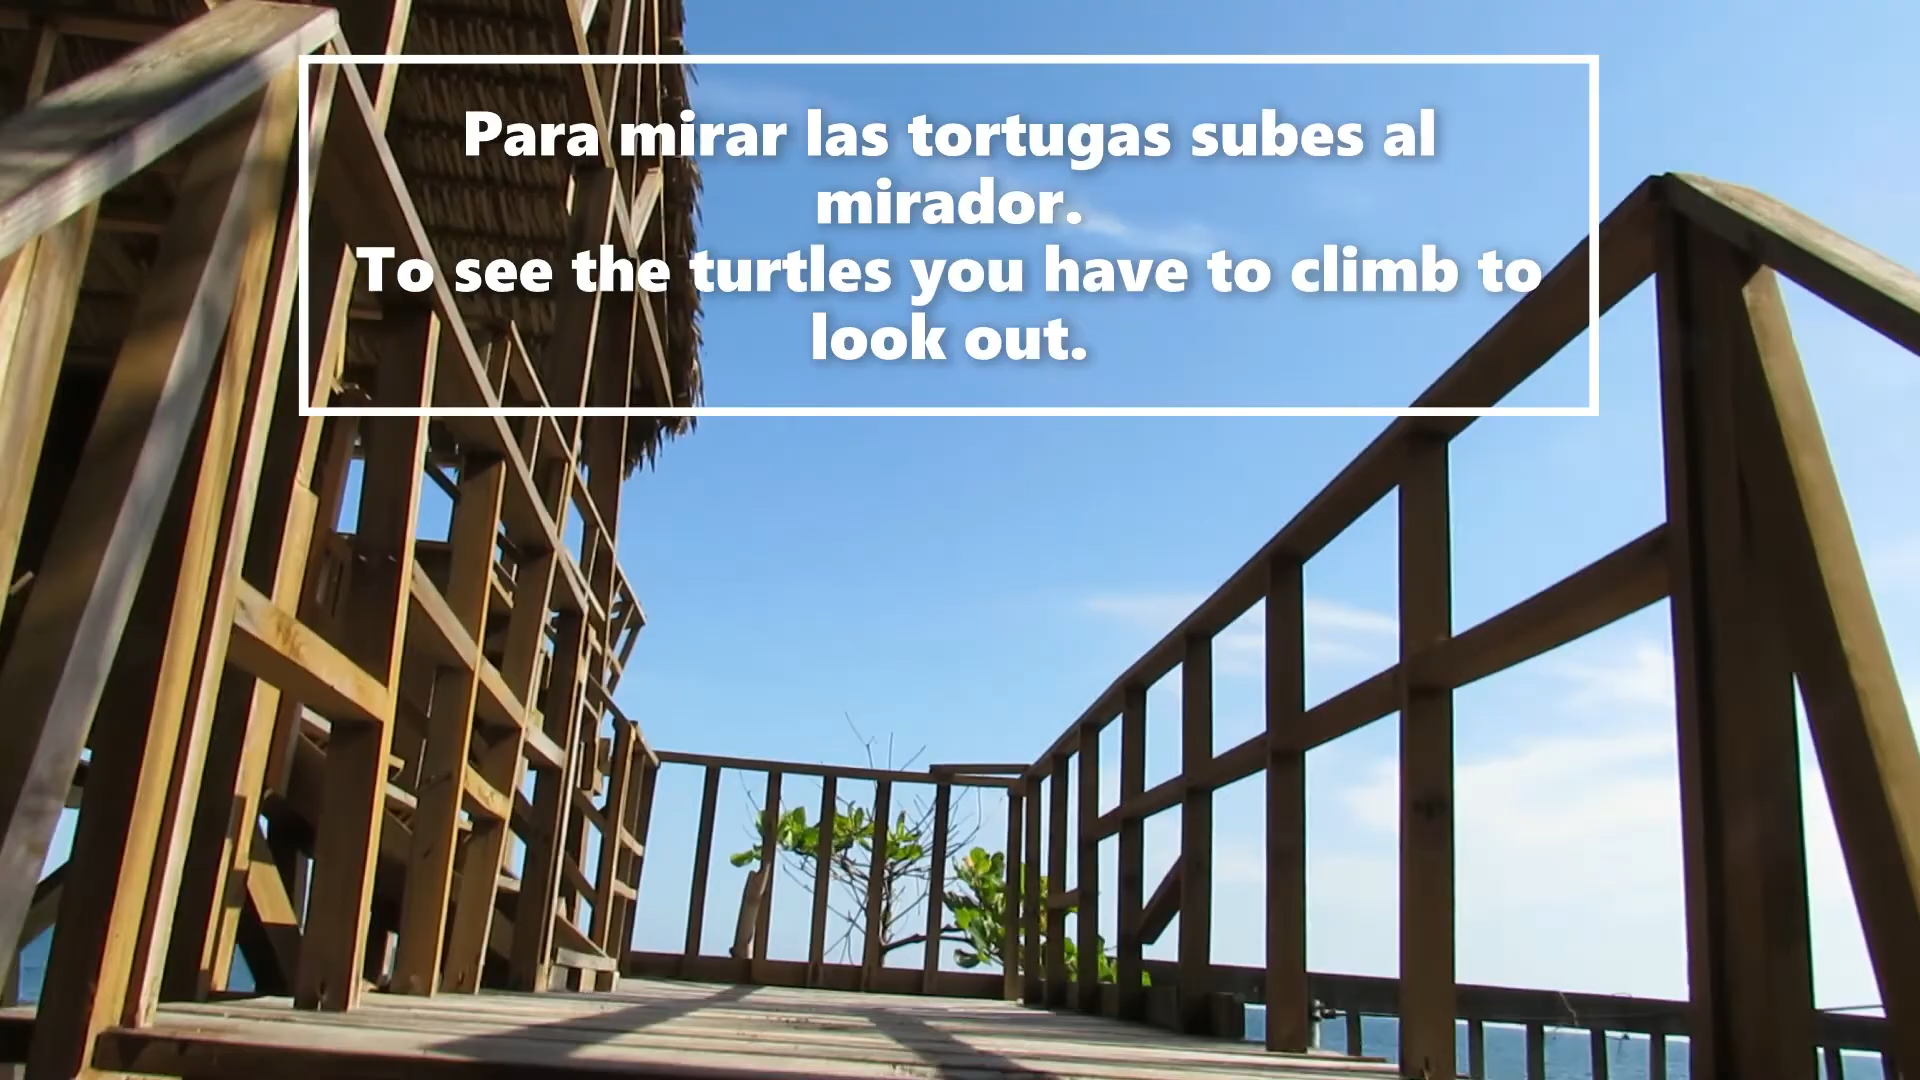 Para mirar las tortugas subes al
mirador.
To see the turtles you have to climb to
look out.